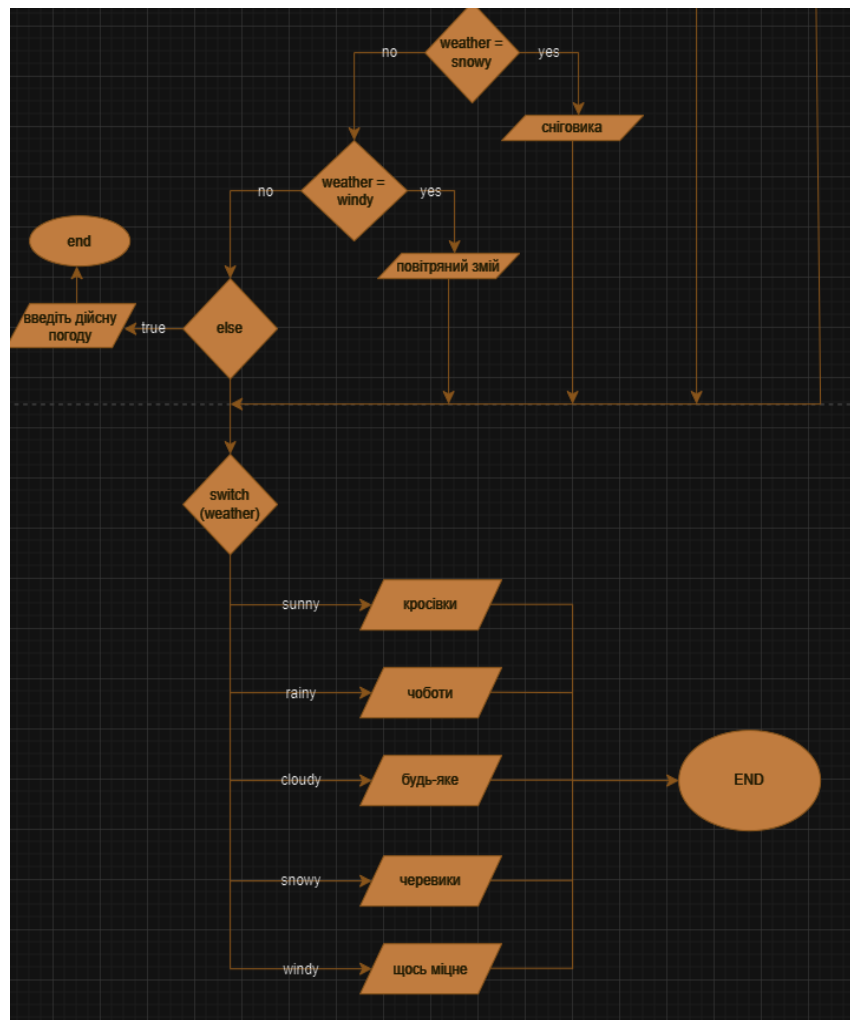 weather =
snowy
no
yes
сніговика
weather =
windy
no
yes
end
повітряний змій
введіть дійсну
погоду
true
else
switch
(weather)
sunny
кросівки
rainy
чоботи
cloudy
будь-яке
END
snowy
черевики
windy
щось міцне